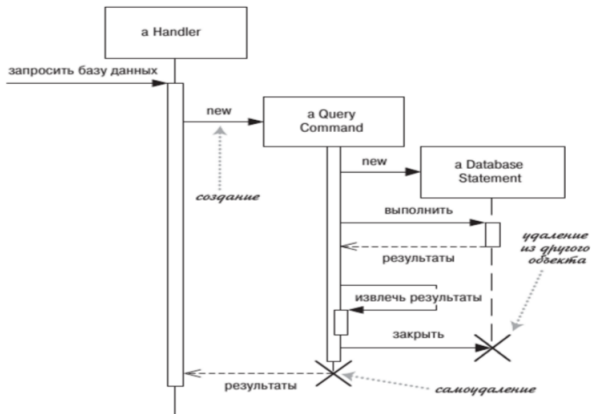 a Handler
запросить базу данных
new
a Query
Command
создание
new
a Database
Statement
выполнить
удаление
из другого
объекта
результаты
извлечь результаты
закрыть
результаты
самоудаление